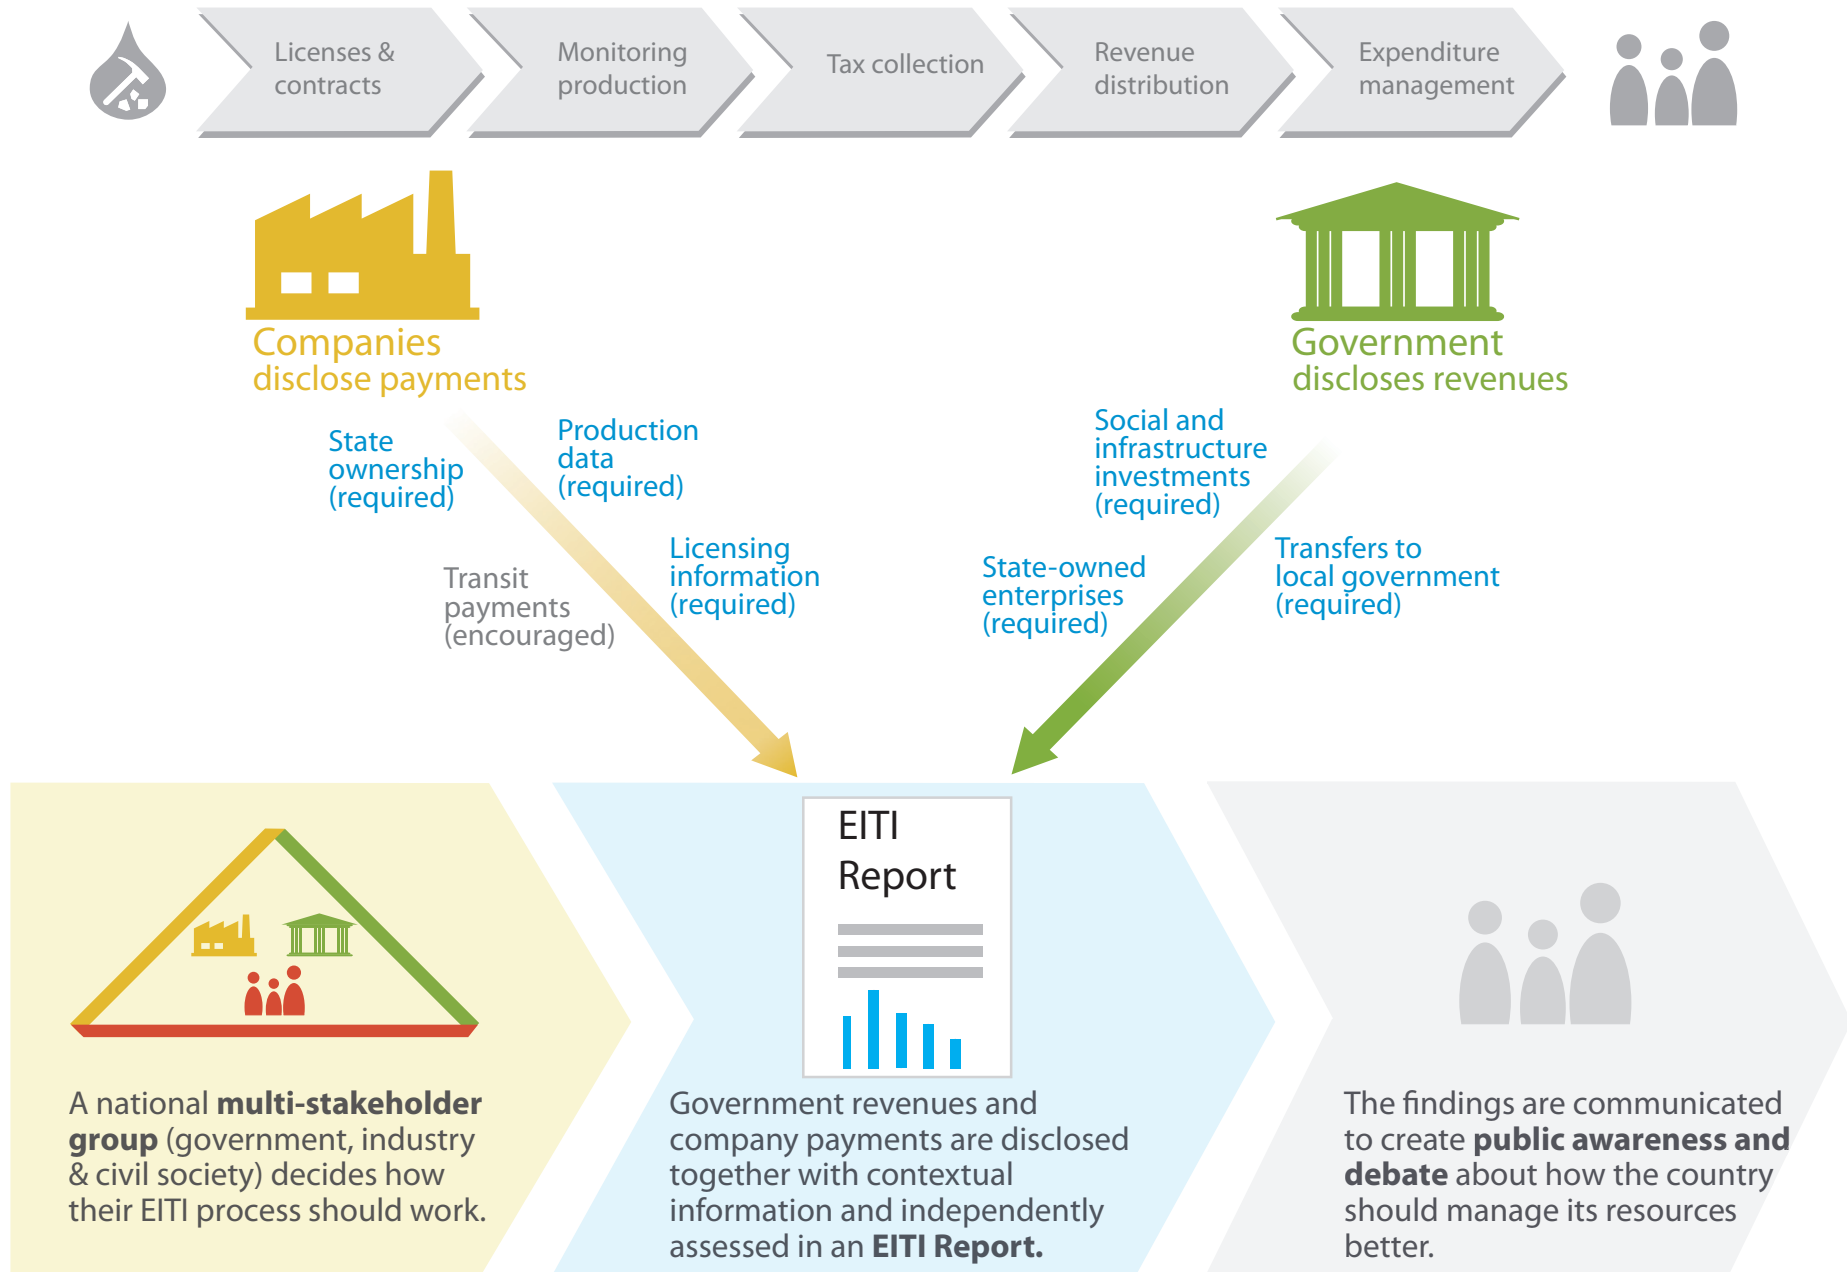 Licenses &
contracts
Monitoring
production
Tax collection
Revenue
distribution
Expenditure
management
Companies
disclose payments
Government
discloses revenues
State
ownership
(required)
Production
data
(required)
Transit
payments
(encouraged)
Licensing
information
(required)
Social and
infrastructure
investments
(required)
State-owned
enterprises
(required)
Transfers to
local government
(required)
EITI
Report
A national multi-stakeholder
group (government, industry
& civil society) decides how
their EITI process should work.
Government revenues and
company payments are disclosed
together with contextual
information and independently
assessed in an EITI Report.
The findings are communicated
to create public awareness and
debate about how the country
should manage its resources
better.